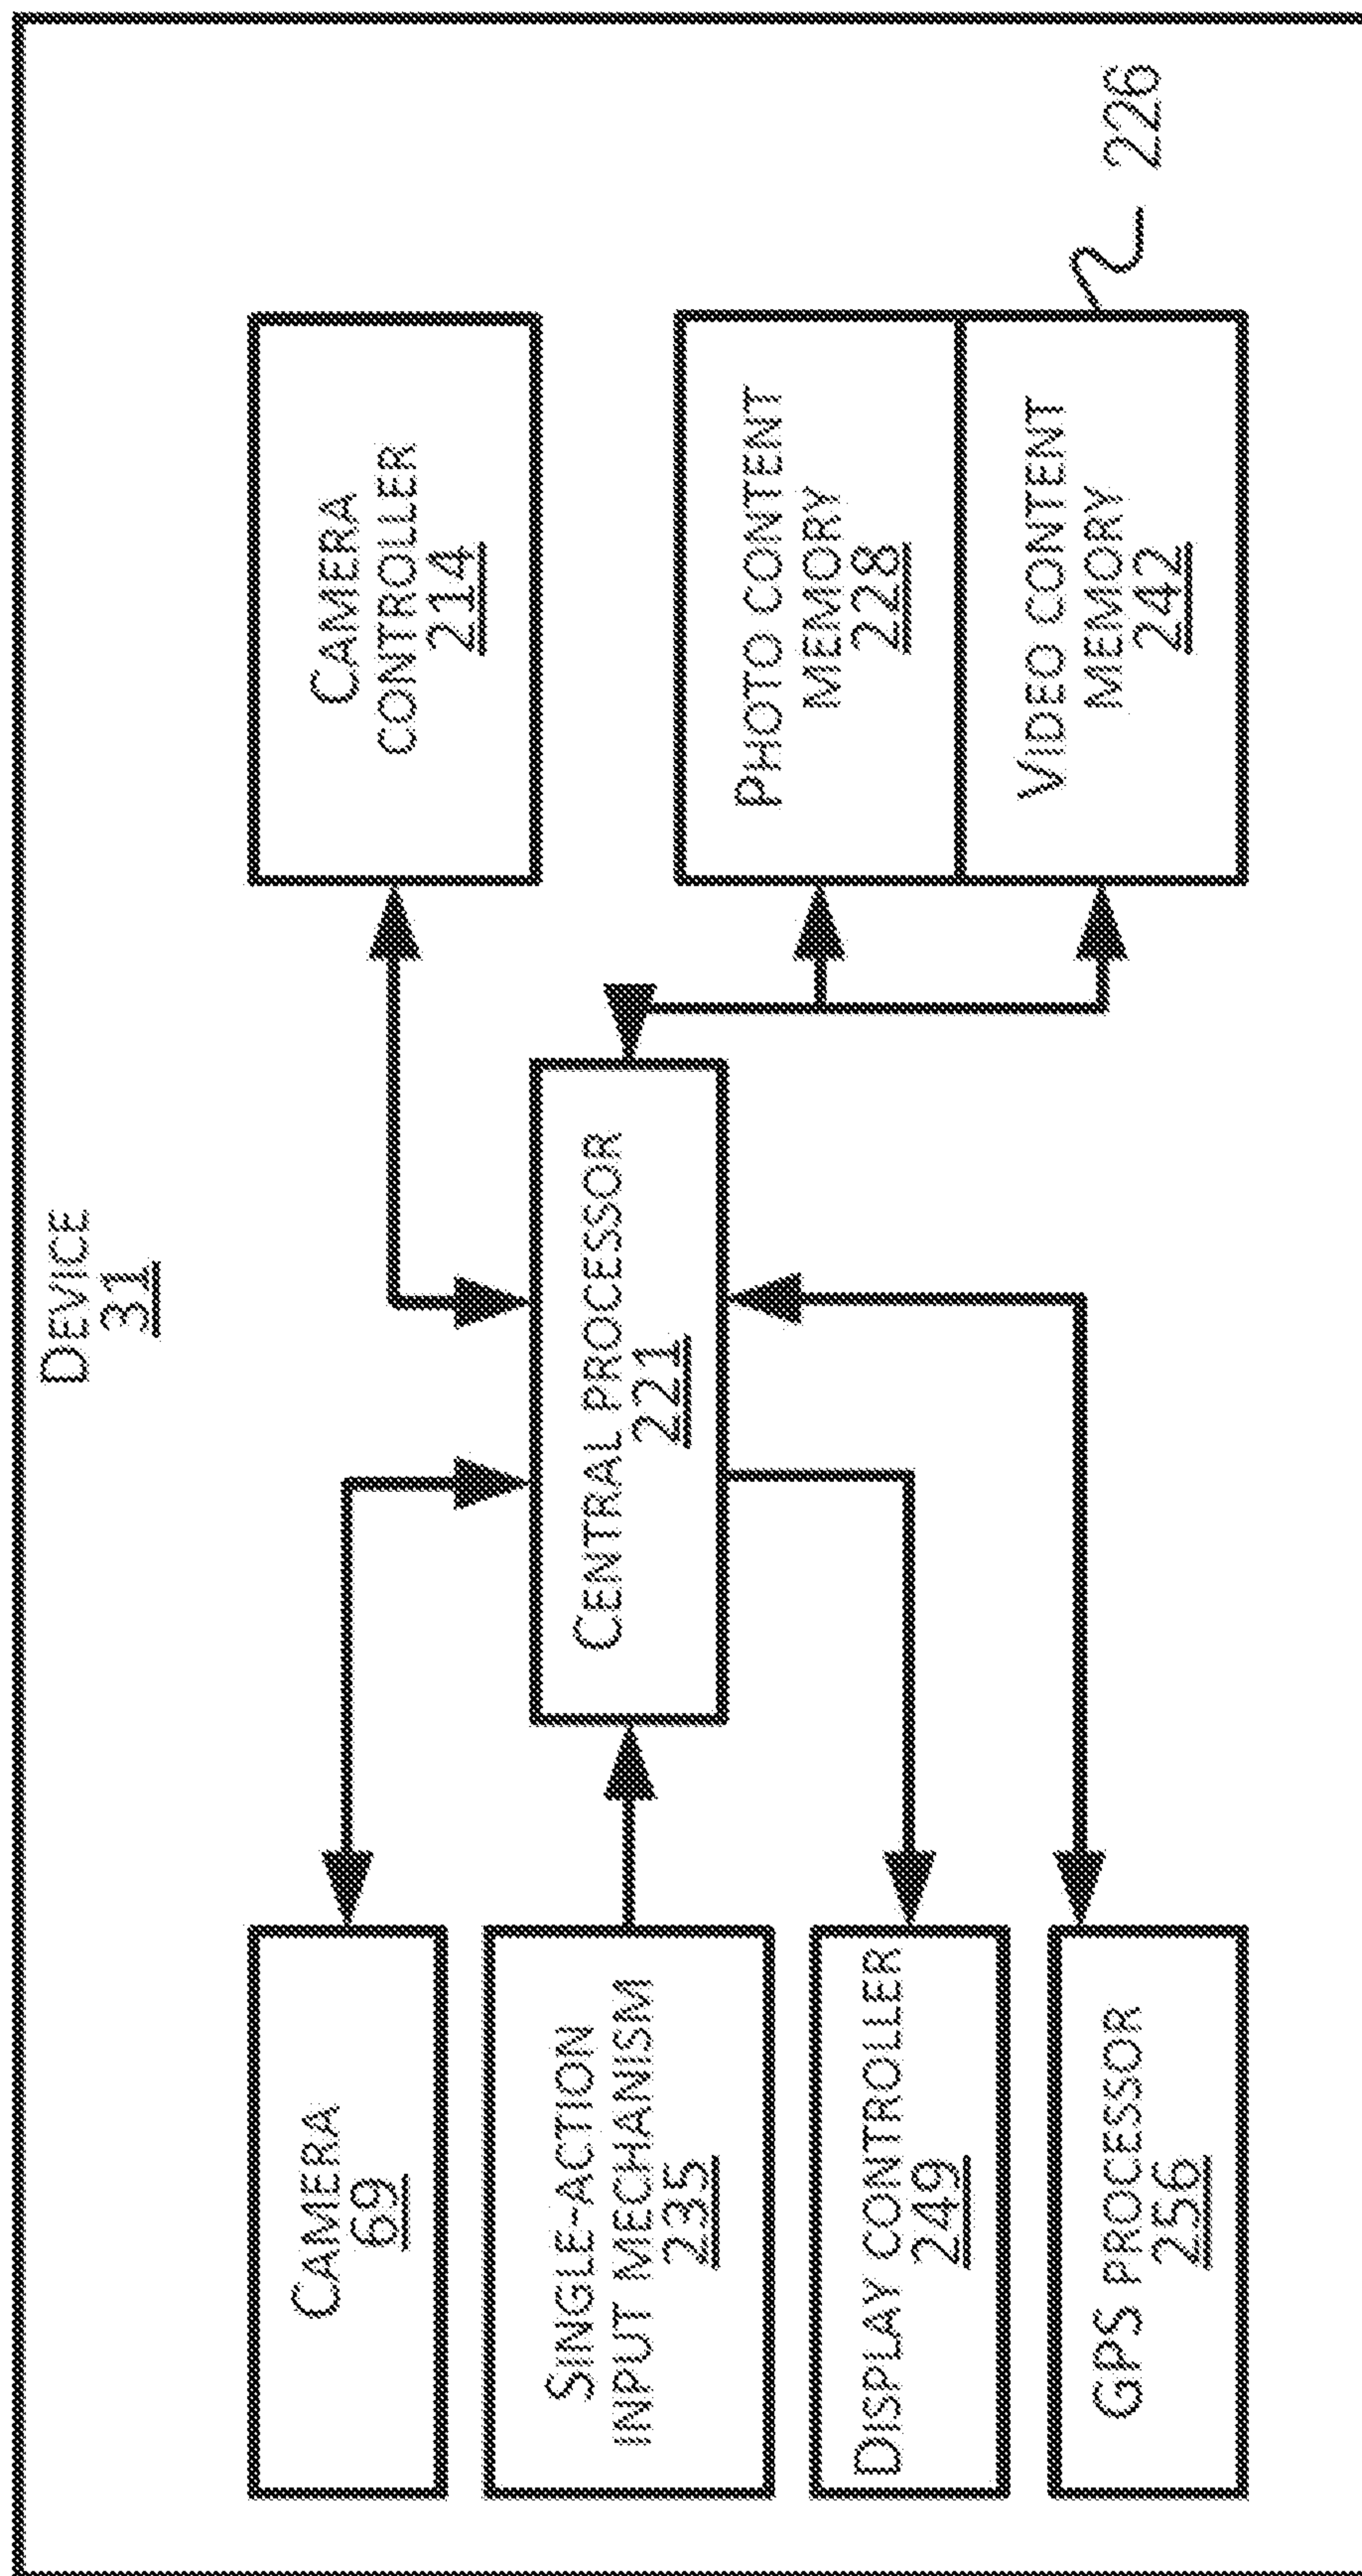 DEVICE
31
CAMERA
69
SINGLE-ACTION
INPUT MECHANISM
235
DISPLAY CONTROLLER
249
GPS PROCESSOR
256
CENTRAL PROCESSOR
221
CAMERA
CONTROLLER
214
PHOTO CONTENT
MEMORY
228
VIDEO CONTENT
MEMORY
242
226